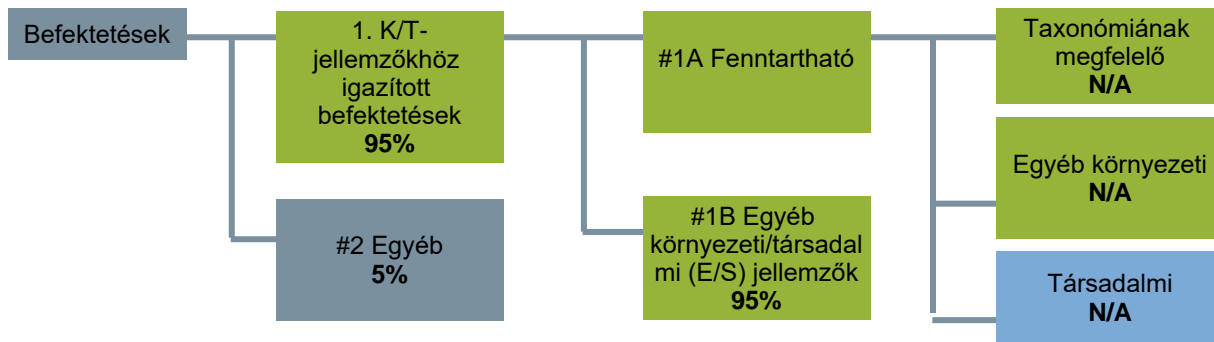 Befektetések
1. K/T-
jellemzőkhöz
igazított
befektetések
95%
#2 Egyéb
5%
#1A Fenntartható
#1B Egyéb
környezeti/társadal
mi (E/S) jellemzők
95%
Taxonómiának
megfelelő
N/A
Egyéb környezeti
N/A
Társadalmi
N/A